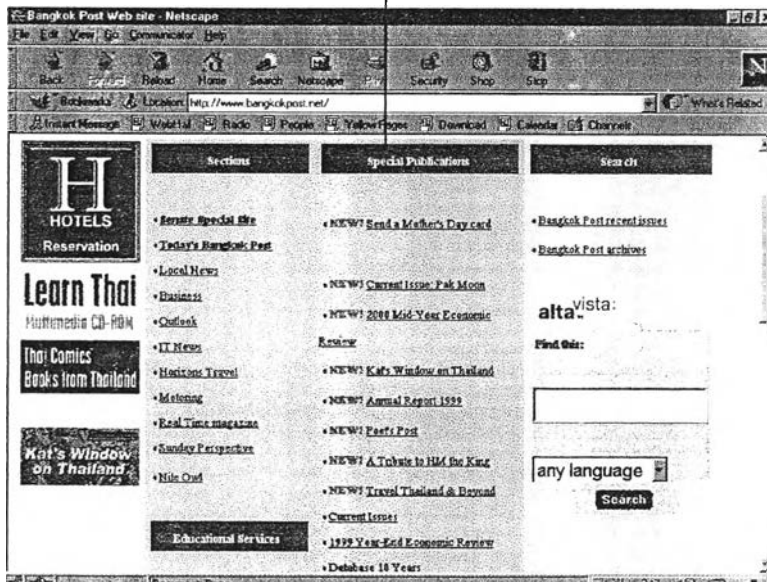 Bangkok Post Web site - Netscape
File Edit View Go Communicator Help
Back Forward Reload Home Search Netscape Print Security Shop Stop
N
Bookmarks Location: http://www.bangkokpost.net/ What's Related
Instant Message WebMail Radio People Yellow Pages Download Calendar Channels
H
HOTELS
Reservation
Learn Thai
Multimedia CD-ROM
Thai Comics
Books from Thailand
Kat's Window
on Thailand
Sections
• Senate Special Site
• Today's Bangkok Post
• Local News
• Business
• Outlook
• IT News
• Horizons Travel
• Motoring
• Real Time magazine
• Sunday Perspective
• Nite Owl
Educational Services
Special Publications
• NEW! Send a Mother's Day card
• NEW! Current Issue: Pak Moon
• NEW! 2000 Mid-Year Economic
Review
• NEW! Kat's Window on Thailand
• NEW! Annual Report 1999
• NEW! Poet's Post
• NEW! A Tribute to HM the King
• NEW! Travel Thailand & Beyond
• Current Issues
• 1999 Year-End Economic Review
• Database 10 Years
Search
• Bangkok Post recent issues
• Bangkok Post archives
altavista:
Find this:
any language
Search